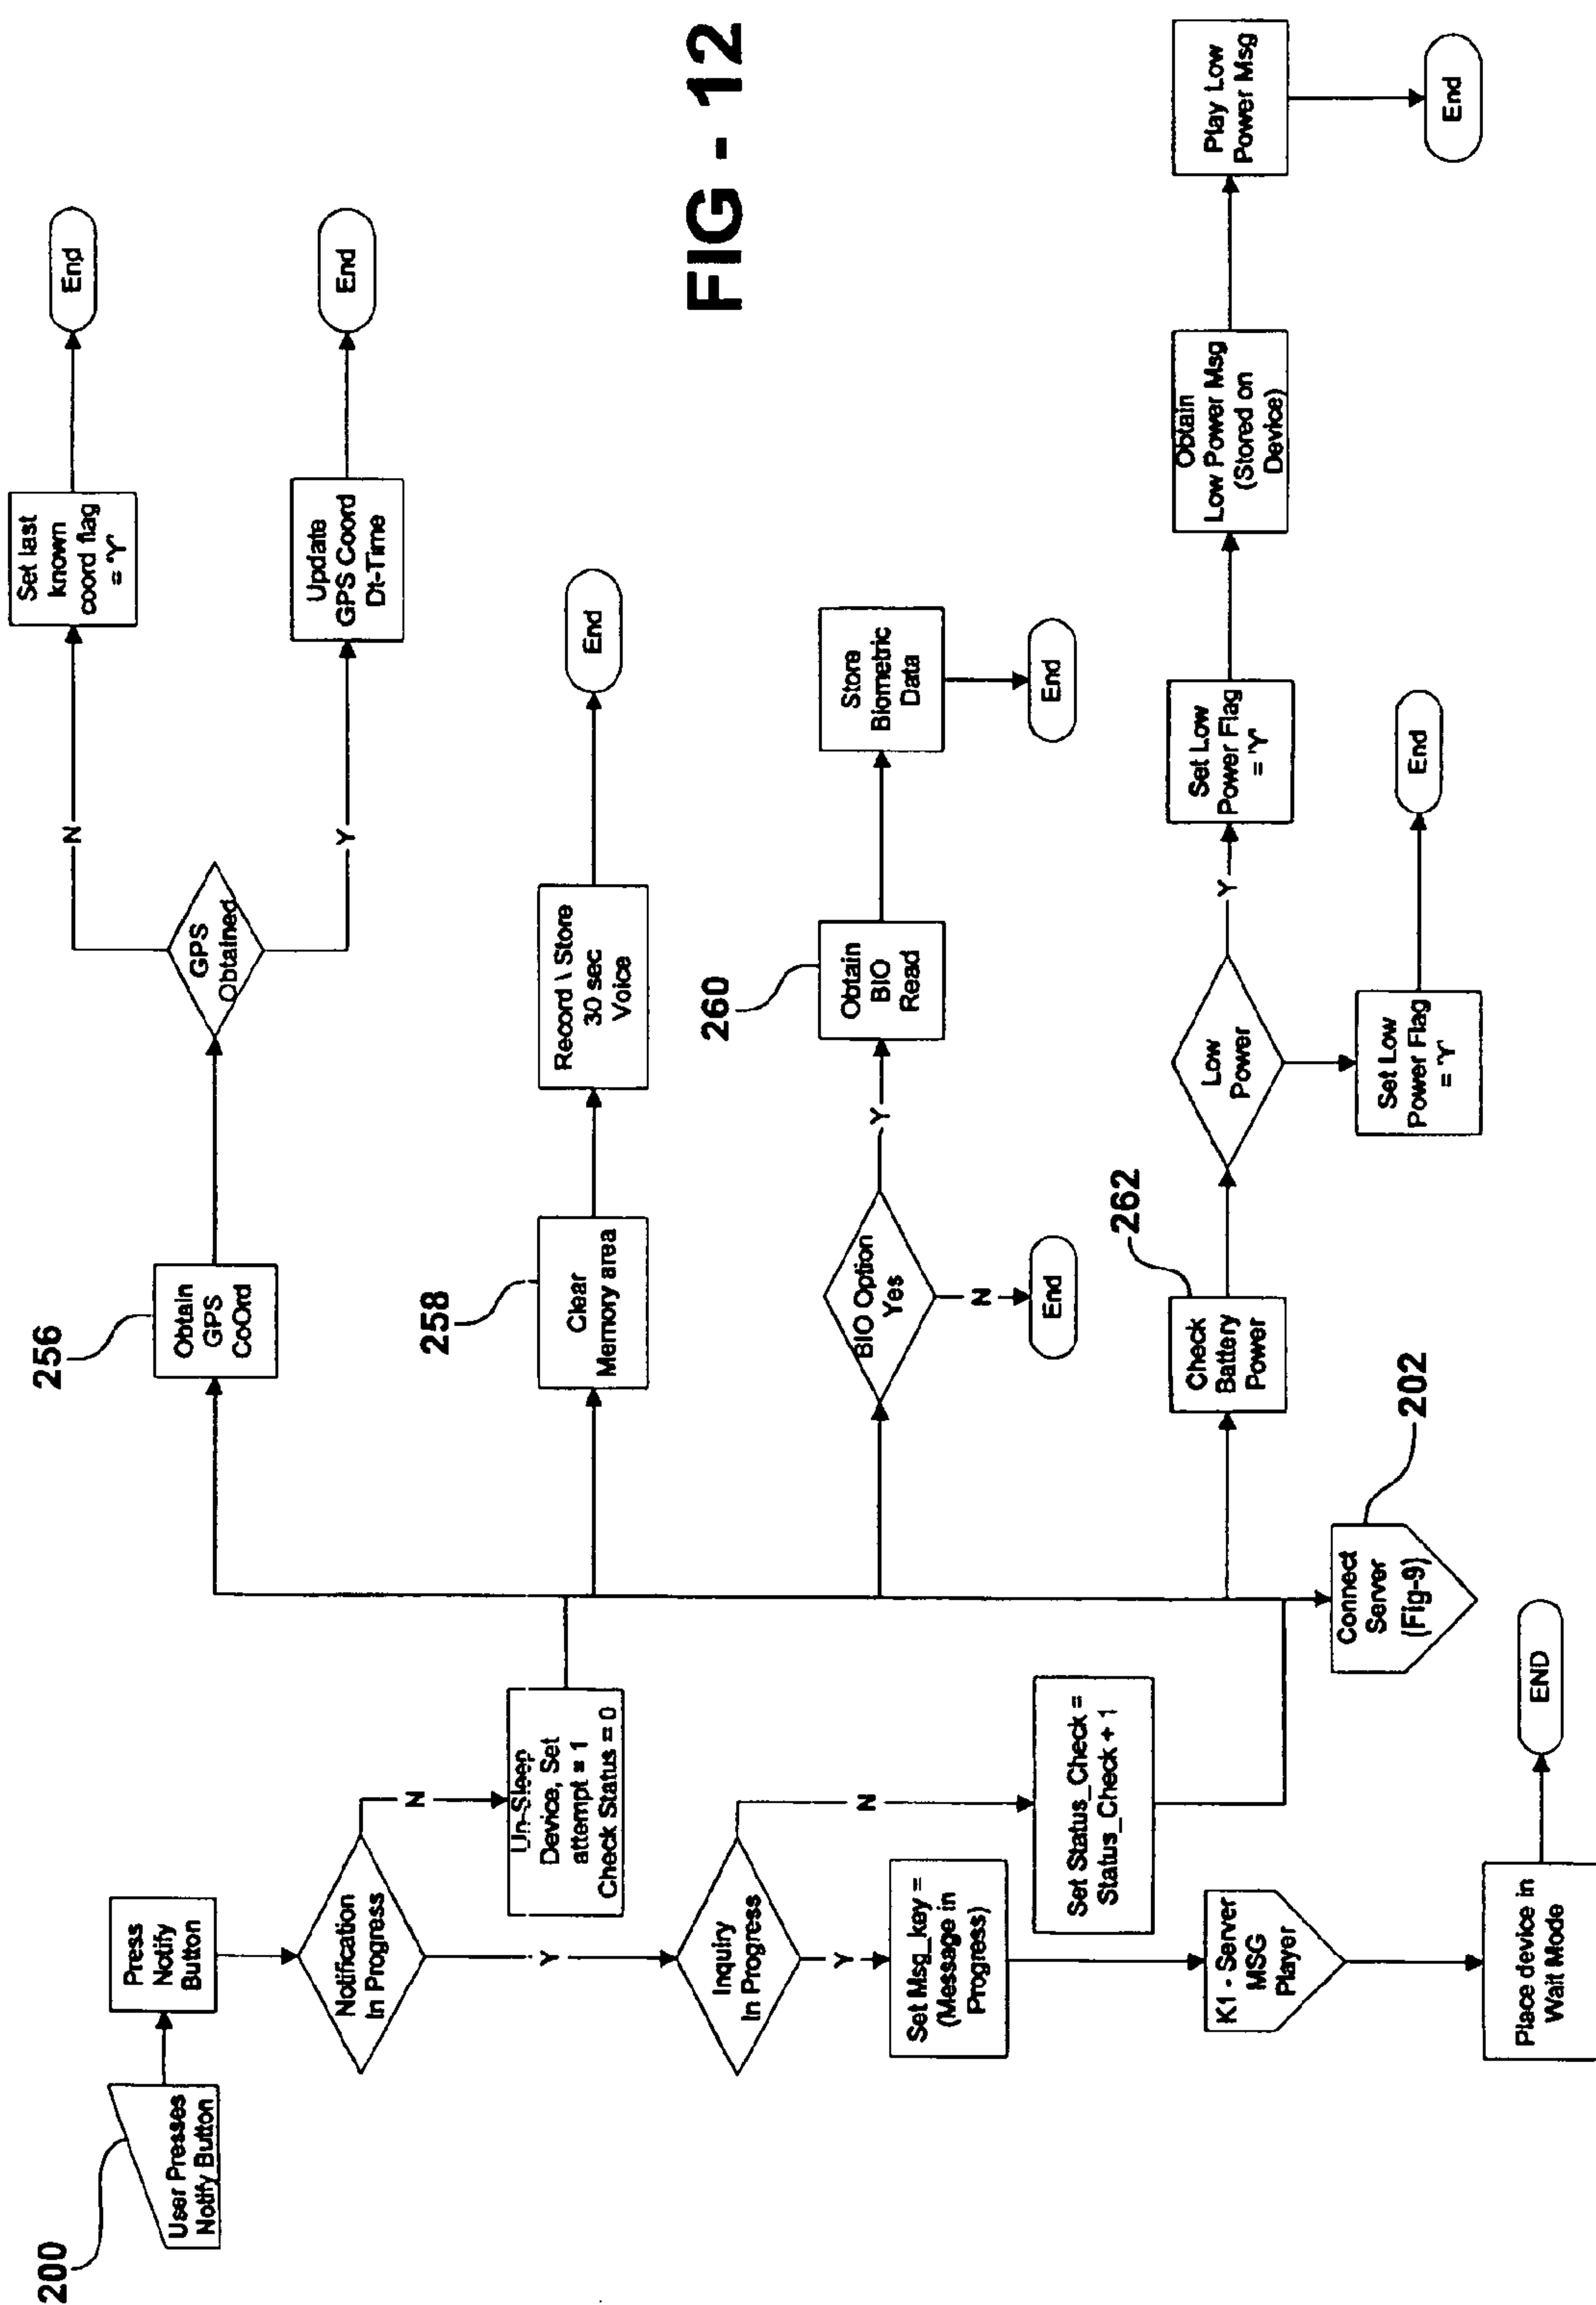 FIG - 12
200
User Presses
Notify Button
Press
Notify
Button
Notification
In Progress
N
Un-Sleep
Device, Set
attempt = 1
Check Status = 0
Y
Inquiry
In Progress
N
Set Status_Check =
Status_Check + 1
Y
Set Msg_key =
(Message in
Progress)
K1 - Server
MSG
Player
Place device in
Wait Mode
END
256
Obtain
GPS
CoOrd
GPS
Obtained
N
Set last
known
coord flag
= 'Y'
End
Y
Update
GPS Coord
Dt-Time
End
258
Clear
Memory area
Record \ Store
30 sec
Voice
End
BIO Option
Yes
N
End
Y
260
Obtain
BIO
Read
Store
Biometric
Data
End
262
Check
Battery
Power
Low
Power
Y
Set Low
Power Flag
= 'Y'
Obtain
Low Power Msg
(Stored on
Device)
Play Low
Power Msg
End
Set Low
Power Flag
= 'Y'
End
202
Connect
Server
(Fig-9)